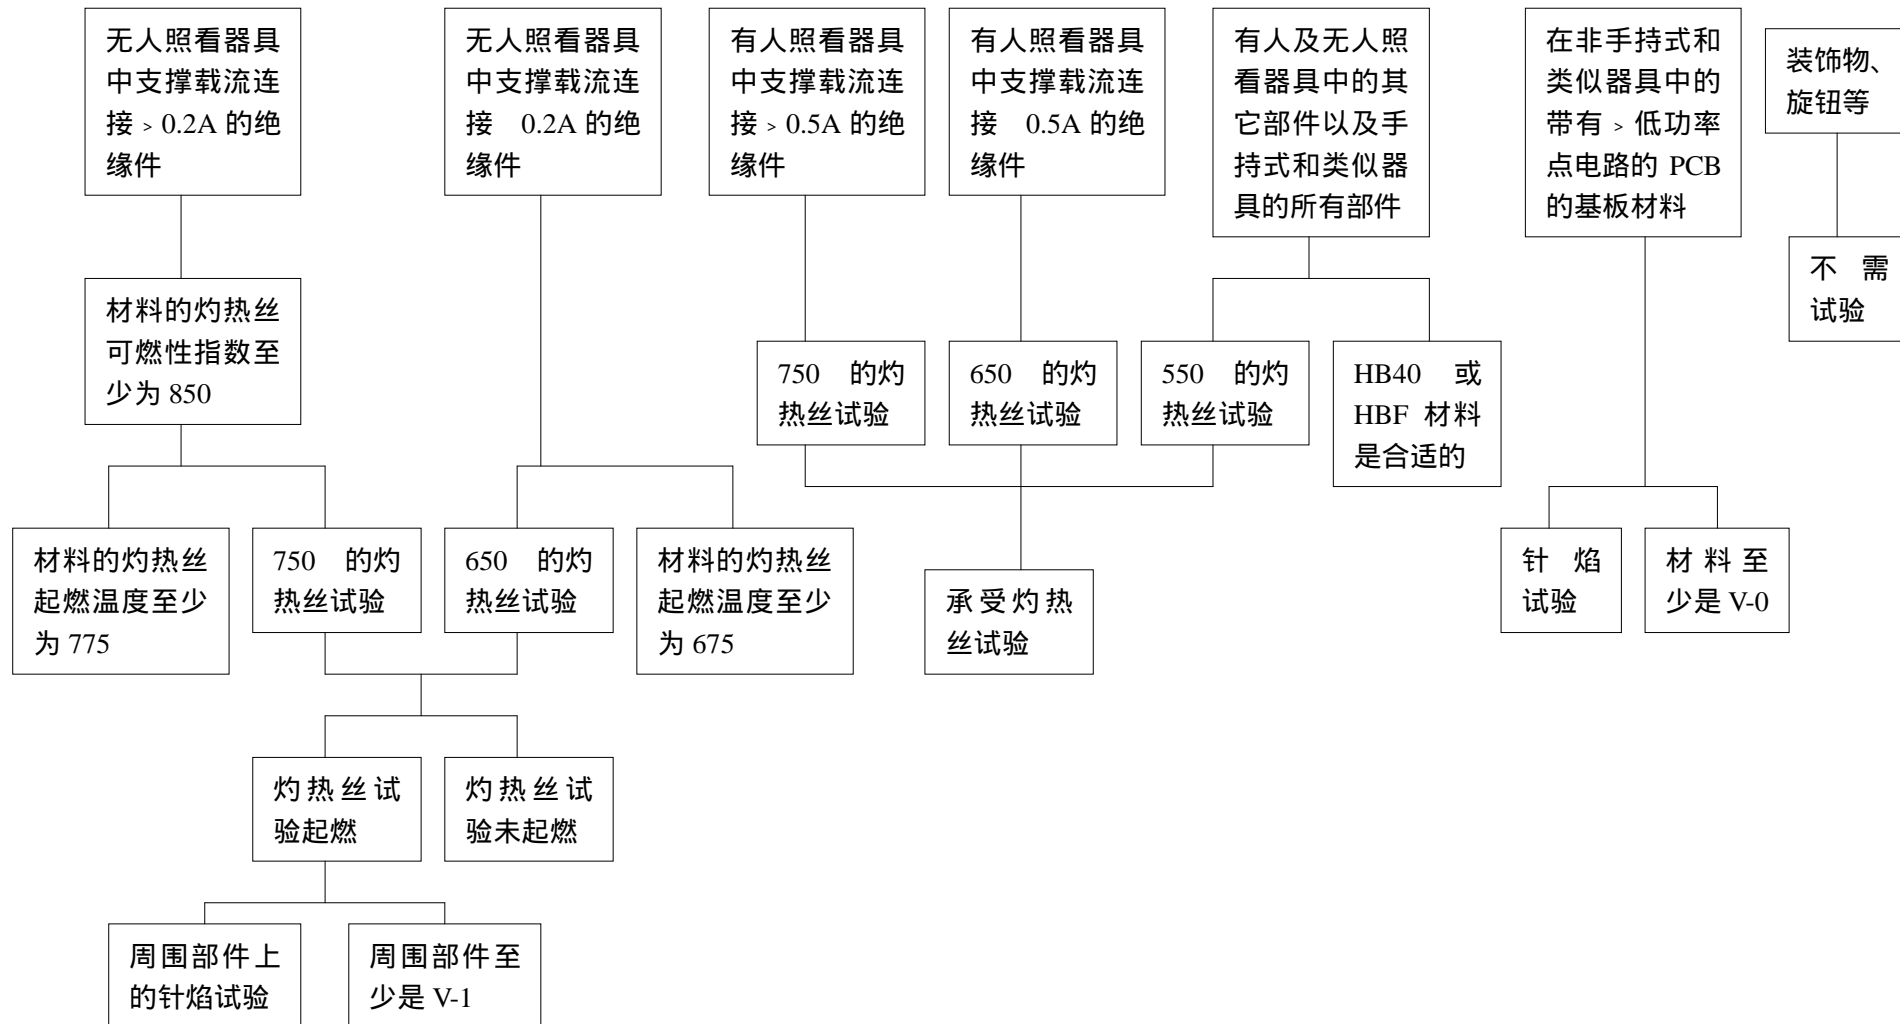 无人照看器具
中支撑载流连
接﹥0.2A 的绝
缘件
无人照看器具
中支撑载流连
接 0.2A 的绝
缘件
有人照看器具
中支撑载流连
接﹥0.5A 的绝
缘件
有人照看器具
中支撑载流连
接 0.5A 的绝
缘件
有人及无人照
看器具中的其
它部件以及手
持式和类似器
具的所有部件
在非手持式和
类似器具中的
带有﹥低功率
点电路的 PCB
的基板材料
装饰物、
旋钮等
材料的灼热丝
可燃性指数至
少为 850
不 需
试验
750 的灼
热丝试验
650 的灼
热丝试验
550 的灼
热丝试验
HB40 或
HBF 材料
是合适的
材料的灼热丝
起燃温度至少
为 775
750 的灼
热丝试验
650 的灼
热丝试验
材料的灼热丝
起燃温度至少
为 675
承受灼热
丝试验
针 焰
试验
材料至
少是 V-0
灼热丝试
验起燃
灼热丝试
验未起燃
周围部件上
的针焰试验
周围部件至
少是 V-1